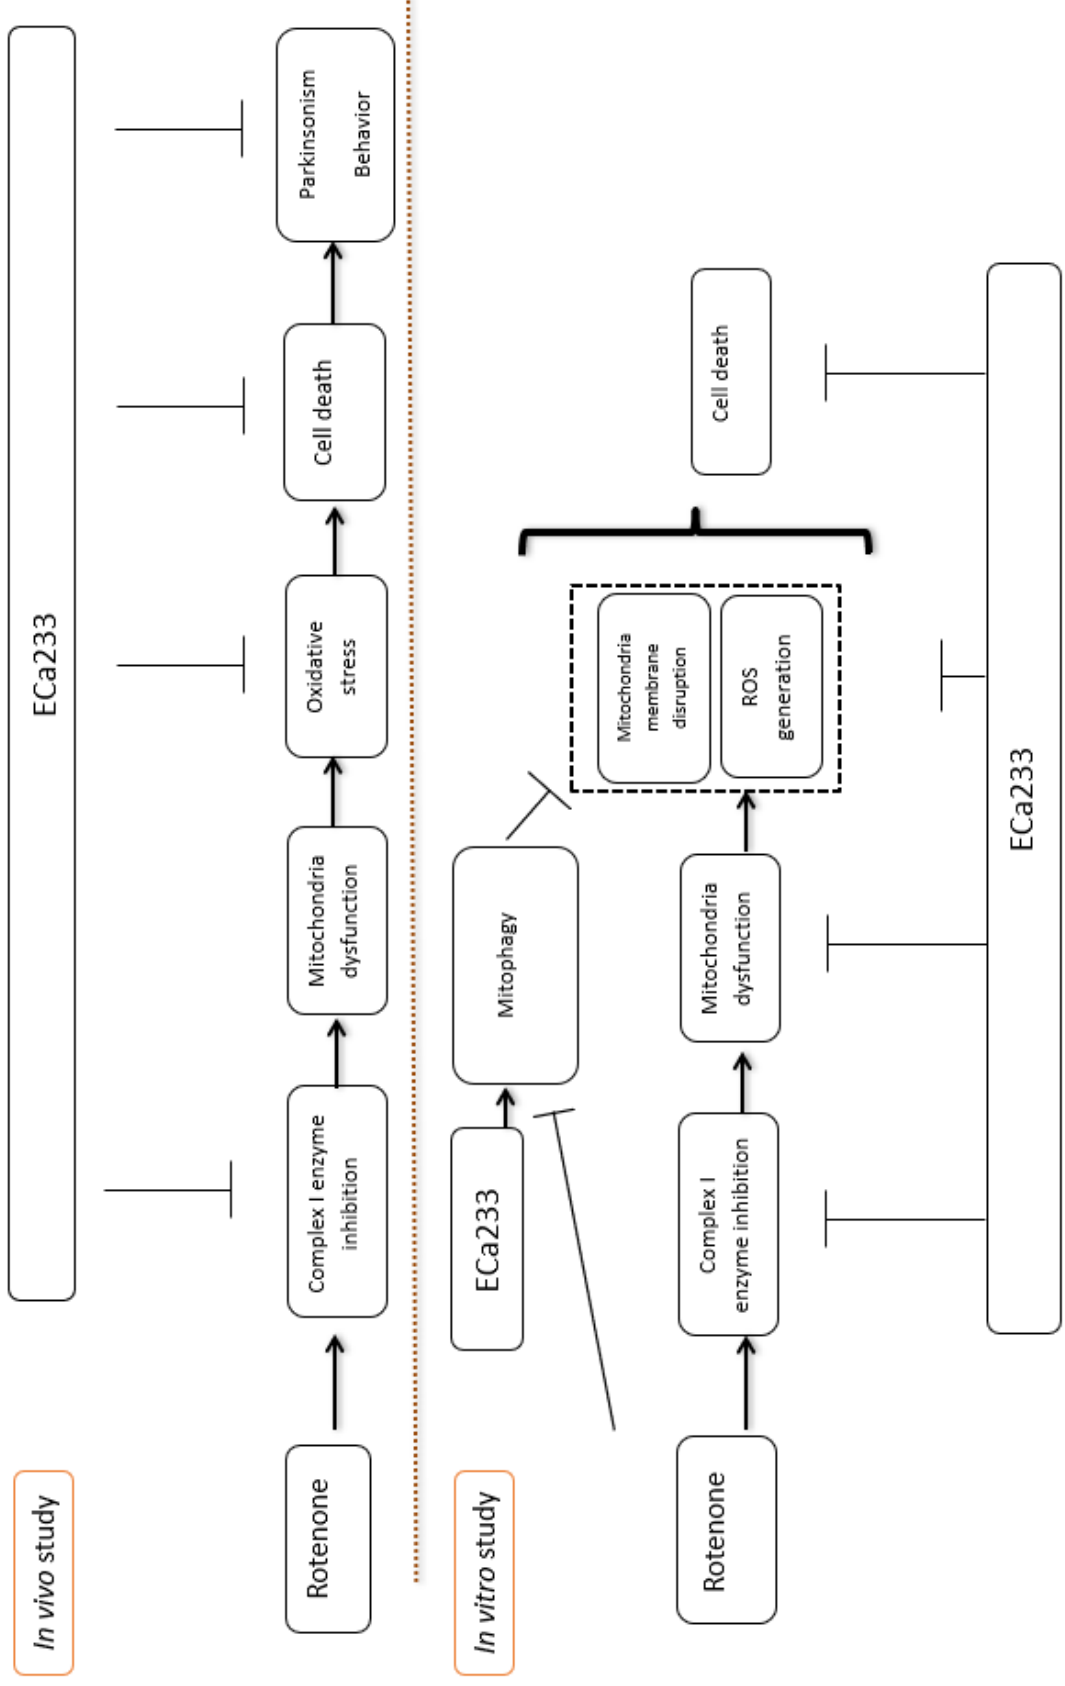 In vivo study
ECa233
Rotenone
Complex I enzyme
inhibition
Mitochondria
dysfunction
Oxidative
stress
Cell death
Parkinsonism
Behavior
In vitro study
ECa233
Mitophagy
Rotenone
Complex I
enzyme inhibition
Mitochondria
dysfunction
Mitochondria
membrane
disruption
ROS
generation
Cell death
ECa233